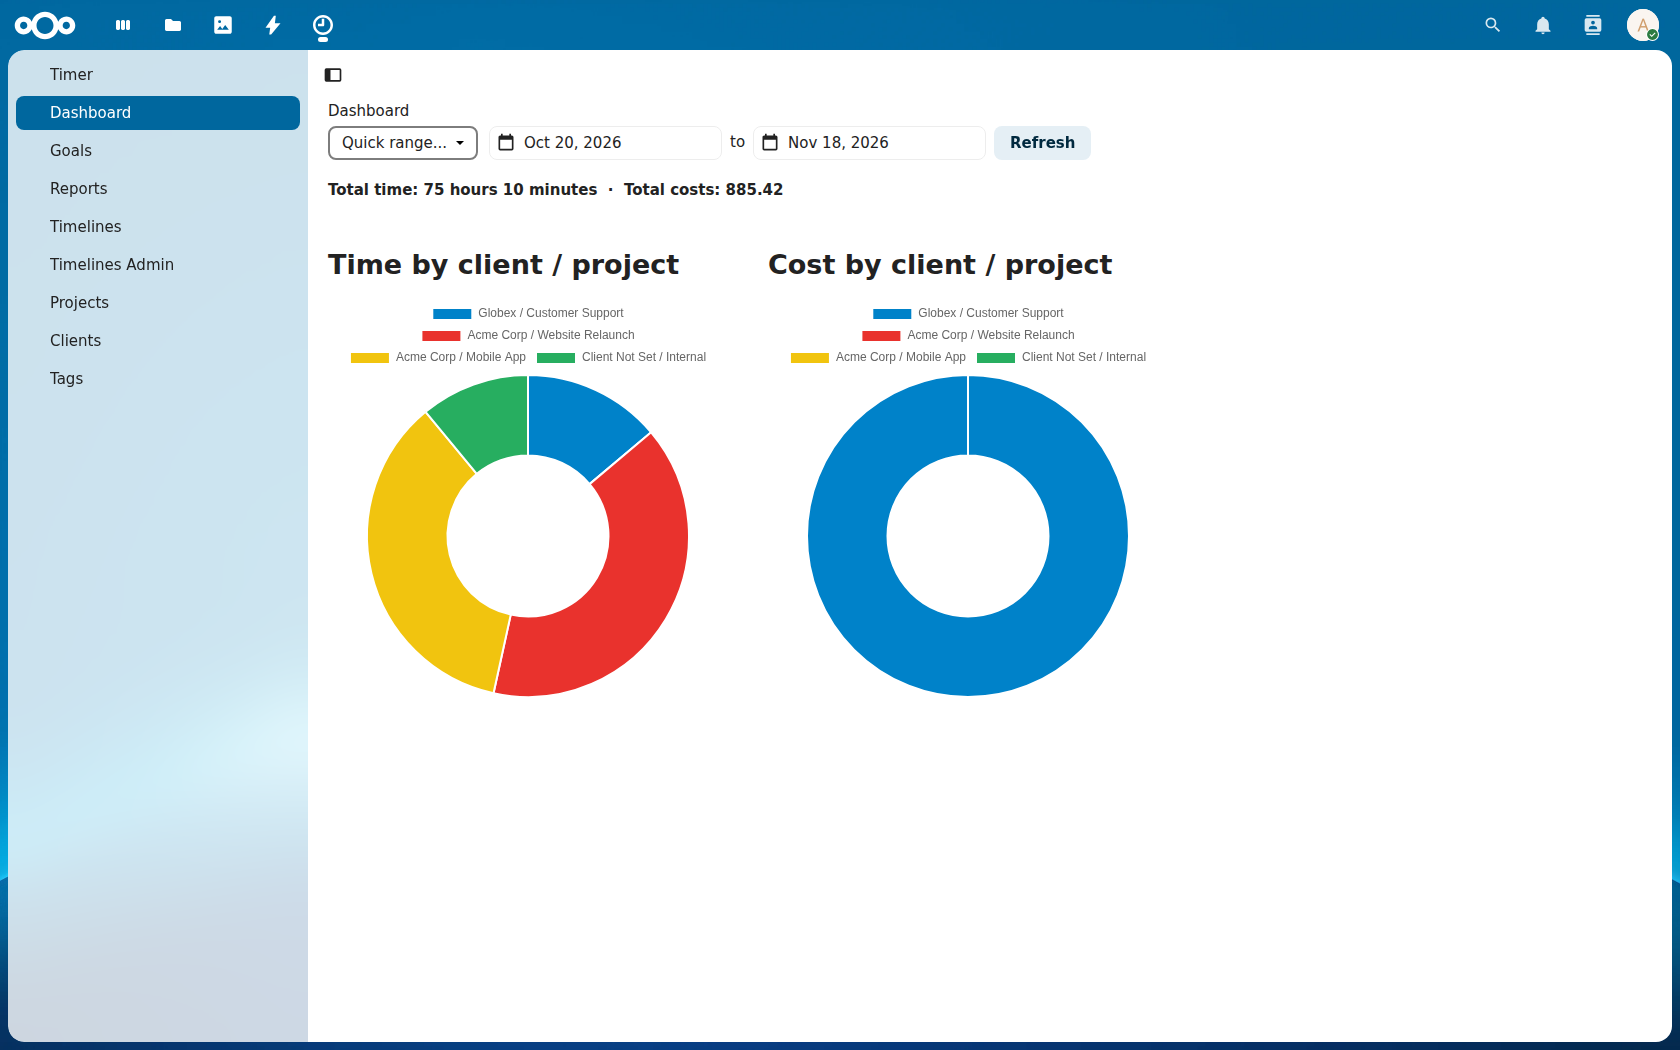 A
Timer
Dashboard
Goals
Reports
Timelines
Timelines Admin
Projects
Clients
Tags
Dashboard
Quick range... Oct 20, 2026 to Nov 18, 2026 Refresh
Total time: 75 hours 10 minutes · Total costs: 885.42
Time by client / project
Globex / Customer Support
Acme Corp / Website Relaunch
Acme Corp / Mobile App Client Not Set / Internal
Cost by client / project
Globex / Customer Support
Acme Corp / Website Relaunch
Acme Corp / Mobile App Client Not Set / Internal